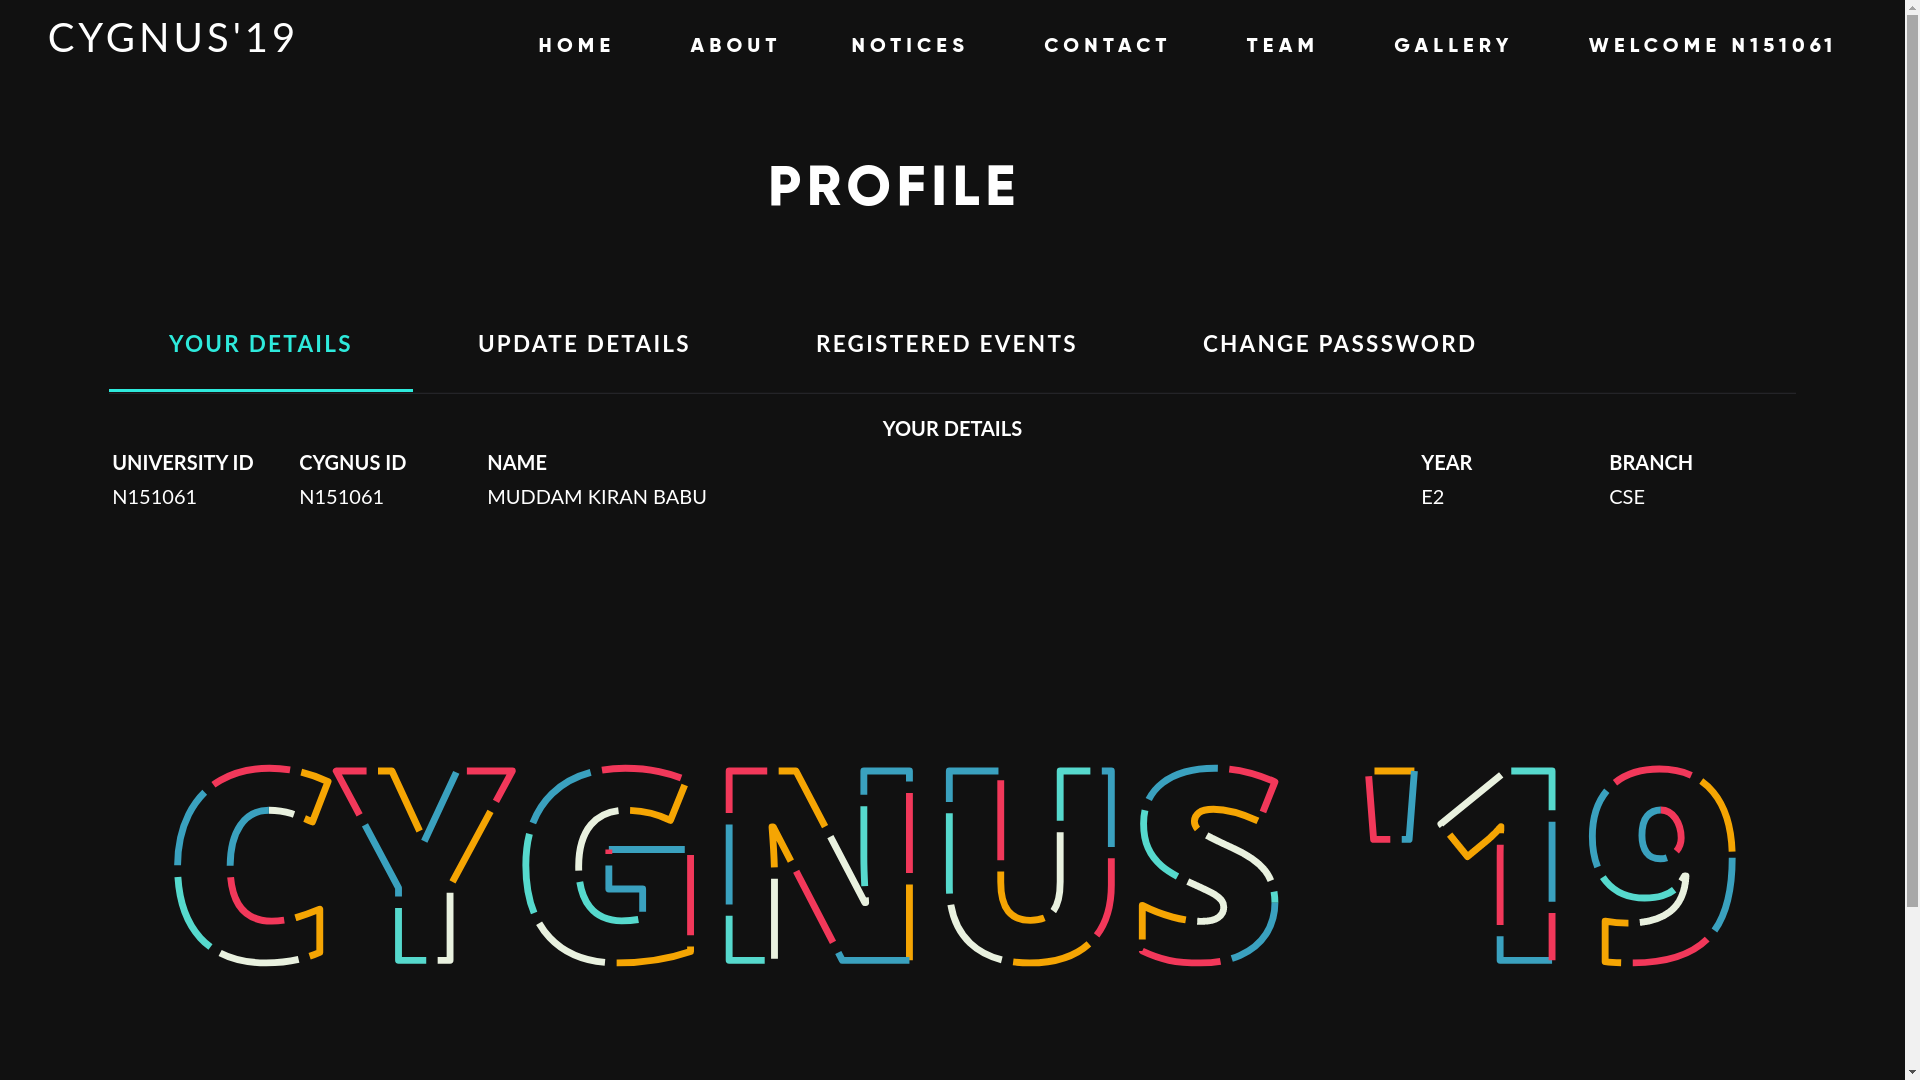 CYGNUS'19 HOME ABOUT NOTICES CONTACT TEAM GALLERY WELCOME N151061
PROFILE
YOUR DETAILS UPDATE DETAILS REGISTERED EVENTS CHANGE PASSSWORD
YOUR DETAILS
UNIVERSITY ID CYGNUS ID NAME YEAR BRANCH
N151061 N151061 MUDDAM KIRAN BABU E2 CSE
CYGNUS '19